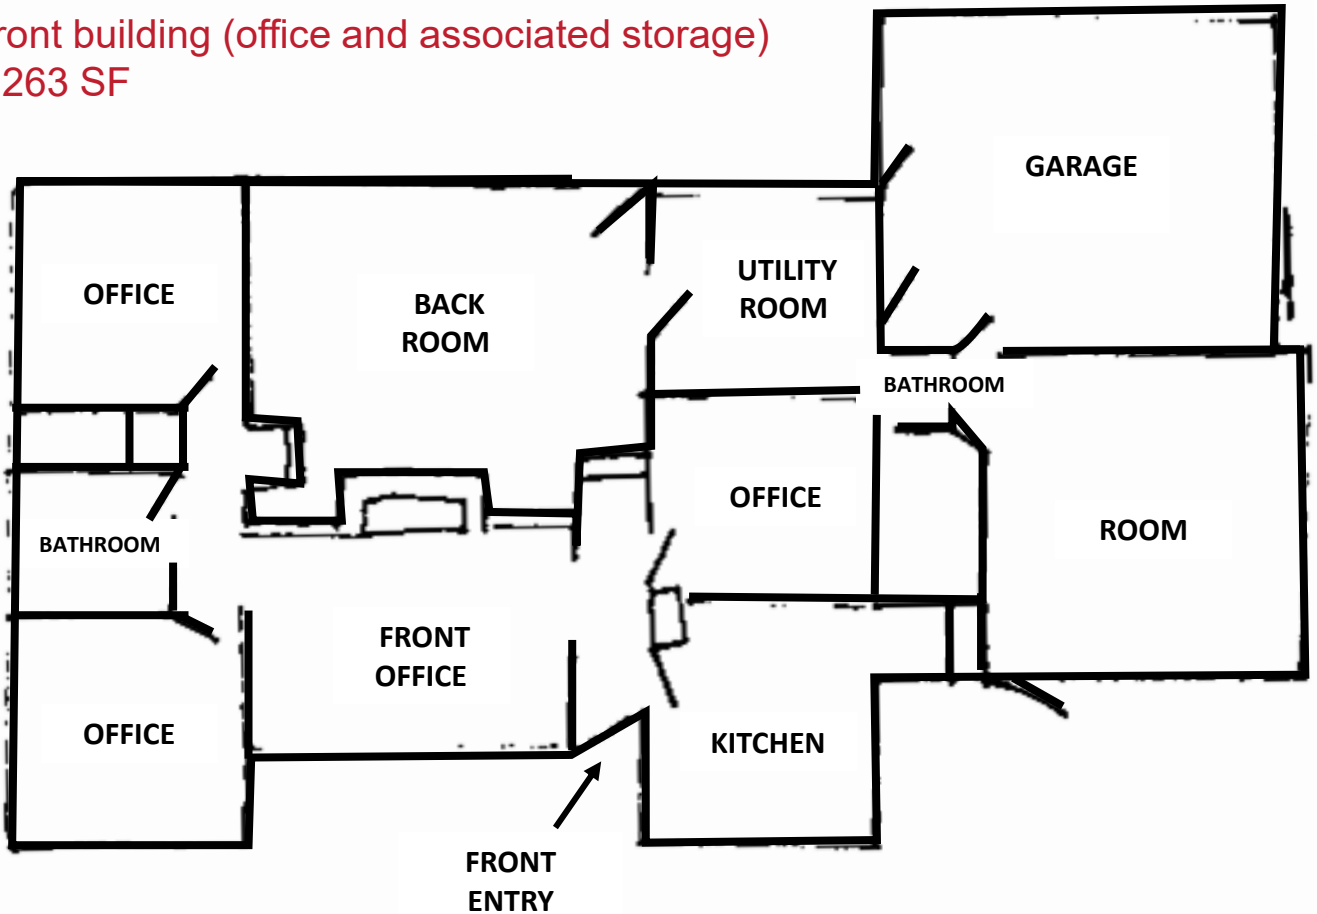 ront building (office and associated storage)
263 SF
GARAGE
OFFICE
BACK
ROOM
UTILITY
ROOM
BATHROOM
OFFICE
ROOM
BATHROOM
FRONT
OFFICE
OFFICE
KITCHEN
FRONT
ENTRY